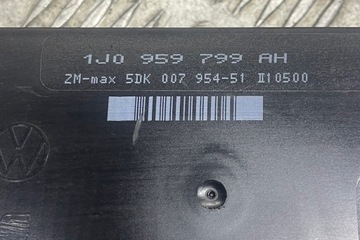 1J0 959 799 AH
ZM-max 5DK 007 954-51 II10500